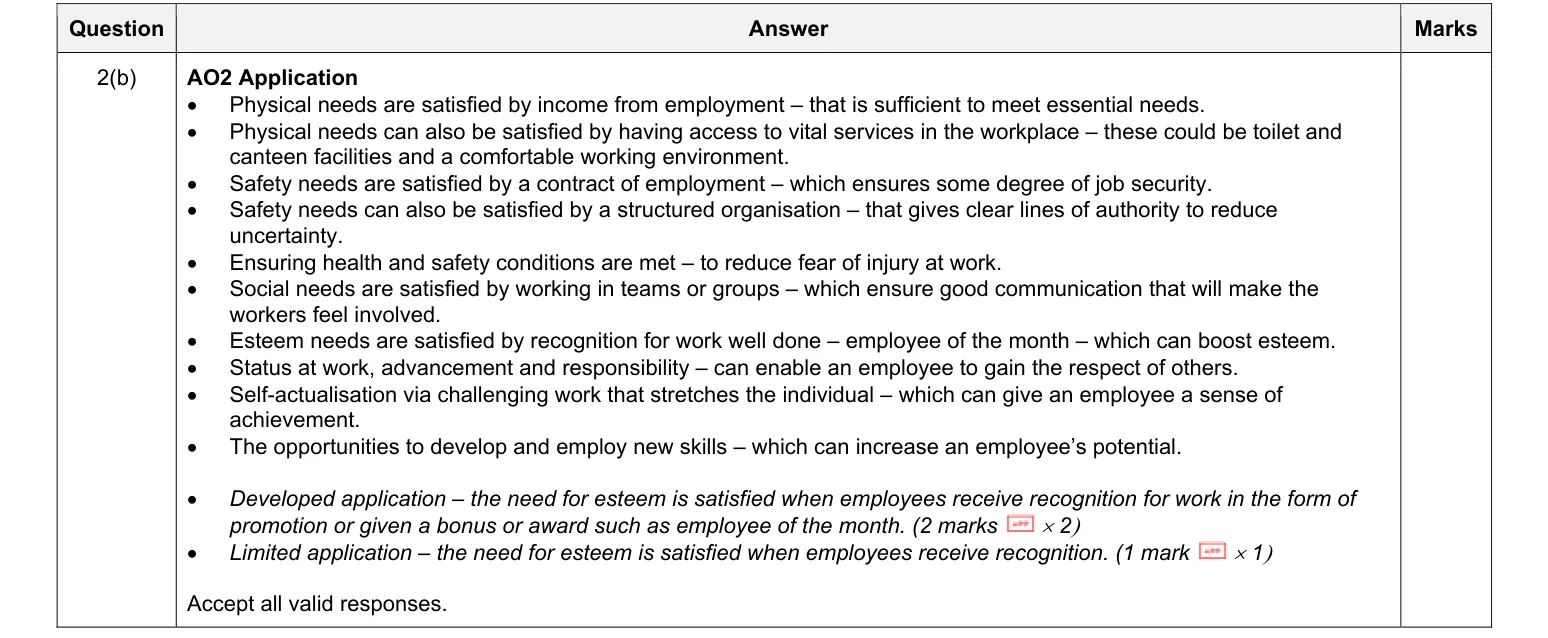 Question Answer Marks
2(b) AO2 Application
• Physical needs are satisfied by income from employment – that is sufficient to meet essential needs.
• Physical needs can also be satisfied by having access to vital services in the workplace – these could be toilet and
canteen facilities and a comfortable working environment.
• Safety needs are satisfied by a contract of employment – which ensures some degree of job security.
• Safety needs can also be satisfied by a structured organisation – that gives clear lines of authority to reduce
uncertainty.
• Ensuring health and safety conditions are met – to reduce fear of injury at work.
• Social needs are satisfied by working in teams or groups – which ensure good communication that will make the
workers feel involved.
• Esteem needs are satisfied by recognition for work well done – employee of the month – which can boost esteem.
• Status at work, advancement and responsibility – can enable an employee to gain the respect of others.
• Self-actualisation via challenging work that stretches the individual – which can give an employee a sense of
achievement.
• The opportunities to develop and employ new skills – which can increase an employee’s potential.
• Developed application – the need for esteem is satisfied when employees receive recognition for work in the form of
promotion or given a bonus or award such as employee of the month. (2 marks × 2)
• Limited application – the need for esteem is satisfied when employees receive recognition. (1 mark × 1)
Accept all valid responses.